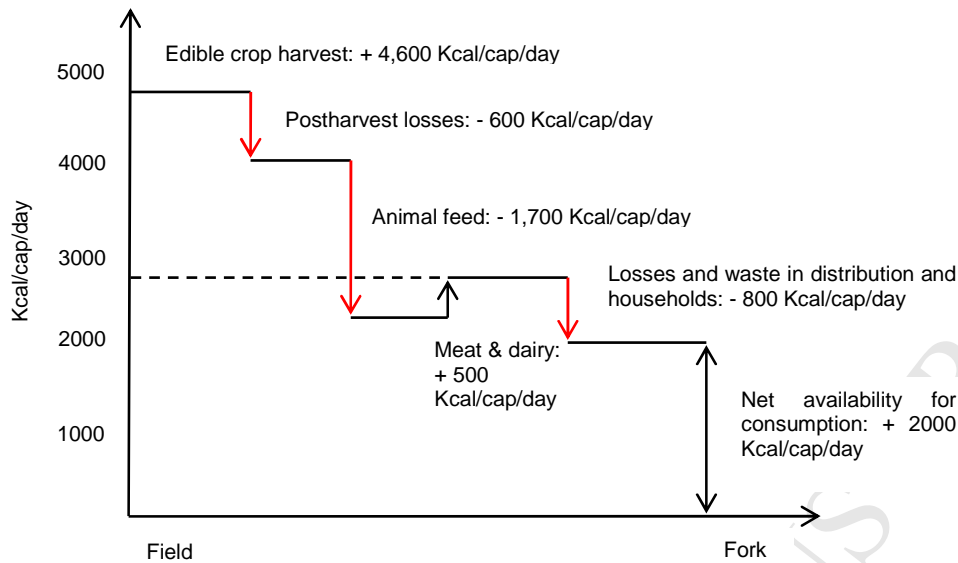 Edible crop harvest: + 4,600 Kcal/cap/day
5000
Postharvest losses: - 600 Kcal/cap/day
4000
Animal feed: - 1,700 Kcal/cap/day
Kcal/cap/day
3000
Losses and waste in distribution and
households: - 800 Kcal/cap/day
2000
Meat & dairy:
+ 500
Kcal/cap/day
Net availability for
consumption: + 2000
Kcal/cap/day
1000
Field
Fork